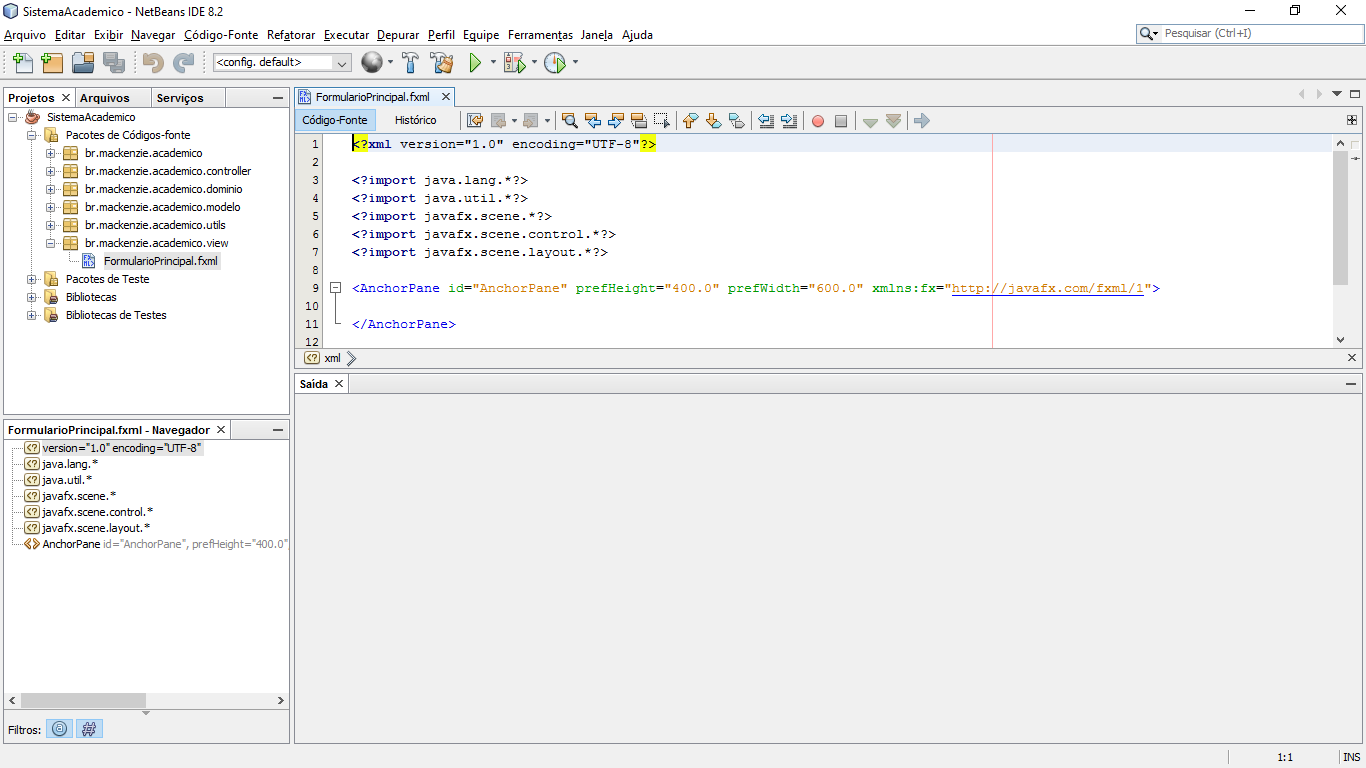 SistemaAcademico - NetBeans IDE 8.2
Arquivo Editar Exibir Navegar Código-Fonte Refatorar Executar Depurar Perfil Equipe Ferramentas Janela Ajuda
Pesquisar (Ctrl+I)
<config. default>
Projetos Arquivos Serviços
SistemaAcademico
Pacotes de Códigos-fonte
br.mackenzie.academico
br.mackenzie.academico.controller
br.mackenzie.academico.dominio
br.mackenzie.academico.modelo
br.mackenzie.academico.utils
br.mackenzie.academico.view
FormularioPrincipal.fxml
Pacotes de Teste
Bibliotecas
Bibliotecas de Testes
FormularioPrincipal.fxml - Navegador
version="1.0" encoding="UTF-8"
java.lang.*
java.util.*
javafx.scene.*
javafx.scene.control.*
javafx.scene.layout.*
AnchorPane id="AnchorPane", prefHeight="400.0",
Filtros:
FormularioPrincipal.fxml
Código-Fonte Histórico
1 <?xml version="1.0" encoding="UTF-8"?>
2
3 <?import java.lang.*?>
4 <?import java.util.*?>
5 <?import javafx.scene.*?>
6 <?import javafx.scene.control.*?>
7 <?import javafx.scene.layout.*?>
8
9 <AnchorPane id="AnchorPane" prefHeight="400.0" prefWidth="600.0" xmlns:fx="http://javafx.com/fxml/1">
10
11 </AnchorPane>
12
xml
Saída
1:1 INS